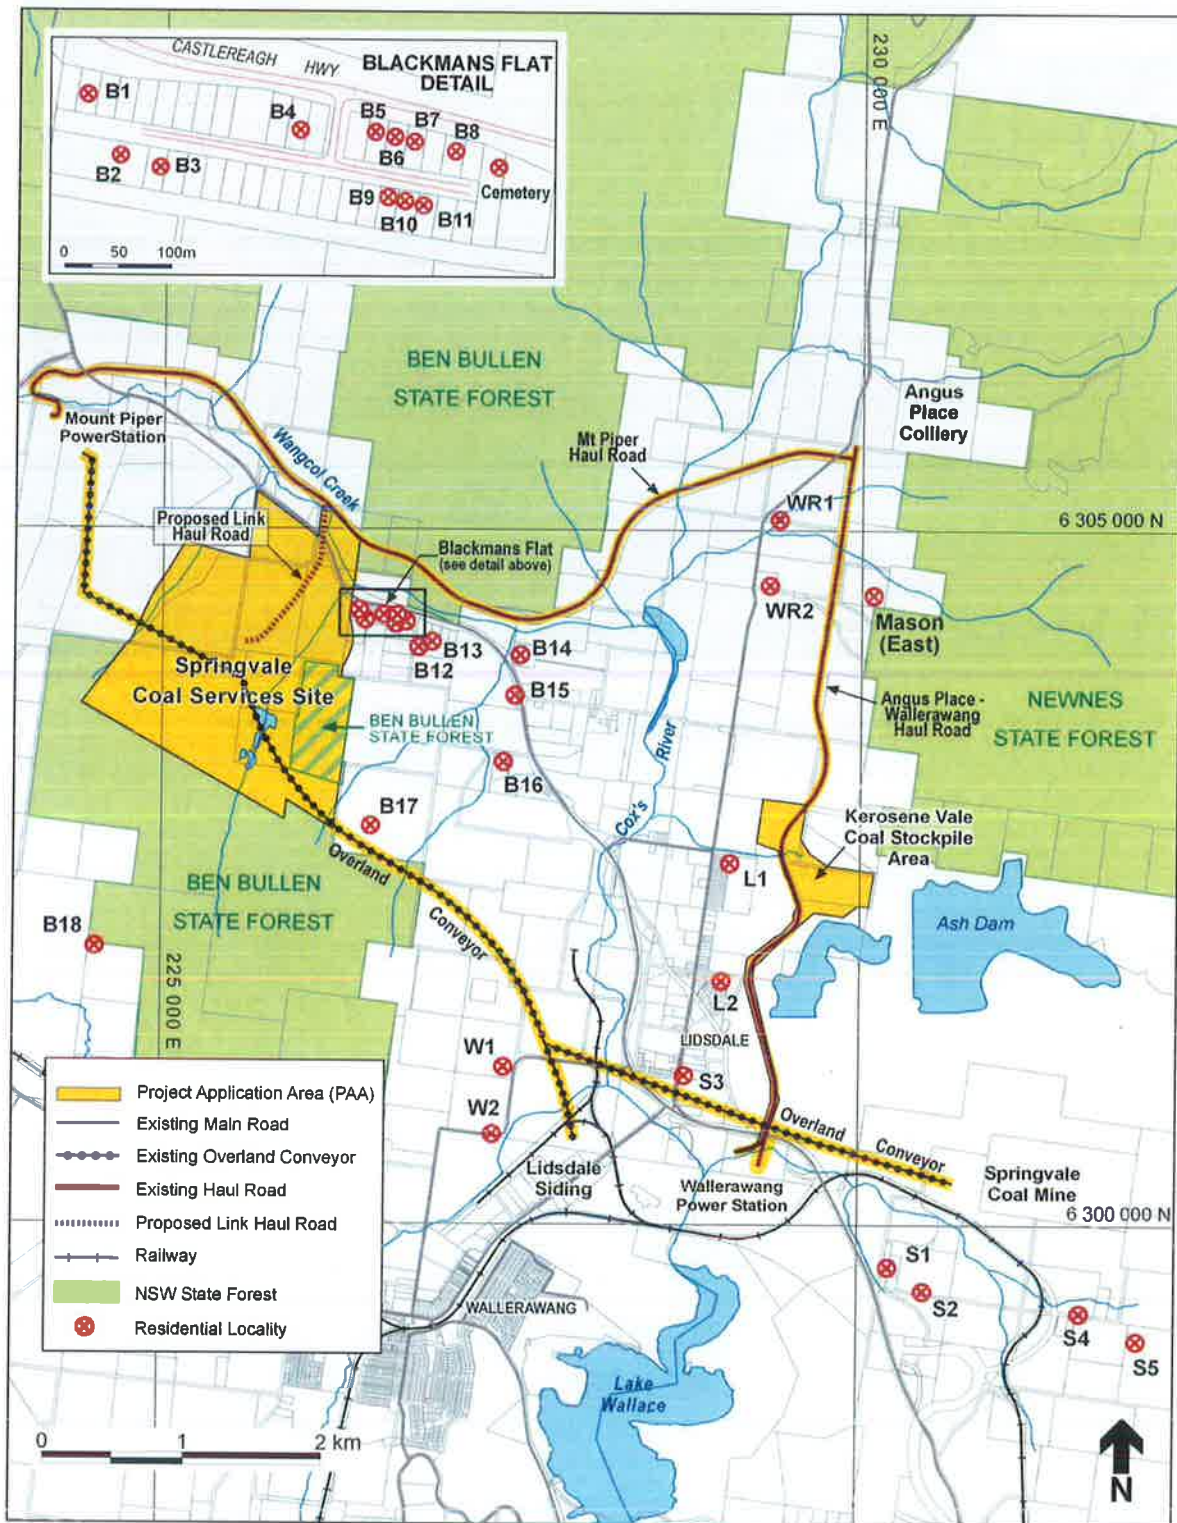 CASTLEREAGH HWY
BLACKMANS FLAT
DETAIL
B1
B4
B5
B7
B8
B6
B2
B3
Cemetery
B9
B10
B11
0 50 100m
230 000 E
BEN BULLEN
STATE FOREST
Angus
Place
Colliery
Mount Piper
PowerStation
Wangcol Creek
Mt Piper
Haul Road
WR1
6 305 000 N
Proposed Link
Haul Road
Blackmans Flat
(see detail above)
WR2
Mason
(East)
B13
B12
B14
B15
Springvale
Coal Services Site
BEN BULLEN
STATE FOREST
River
Cox's
Angus Place -
Wallerawang
Haul Road
NEWNES
STATE FOREST
B16
B17
Kerosene Vale
Coal Stockpile
Area
L1
Overland
Conveyor
BEN BULLEN
STATE FOREST
B18
225 000 E
Ash Dam
L2
LIDSDALE
W1
S3
W2
Overland
Conveyor
Lidsdale
Siding
Wallerawang
Power Station
Springvale
Coal Mine
6 300 000 N
S1
S2
S4
S5
WALLERAWANG
Lake
Wallace
Project Application Area (PAA)
Existing Main Road
Existing Overland Conveyor
Existing Haul Road
Proposed Link Haul Road
Railway
NSW State Forest
Residential Locality
0 1 2 km
N